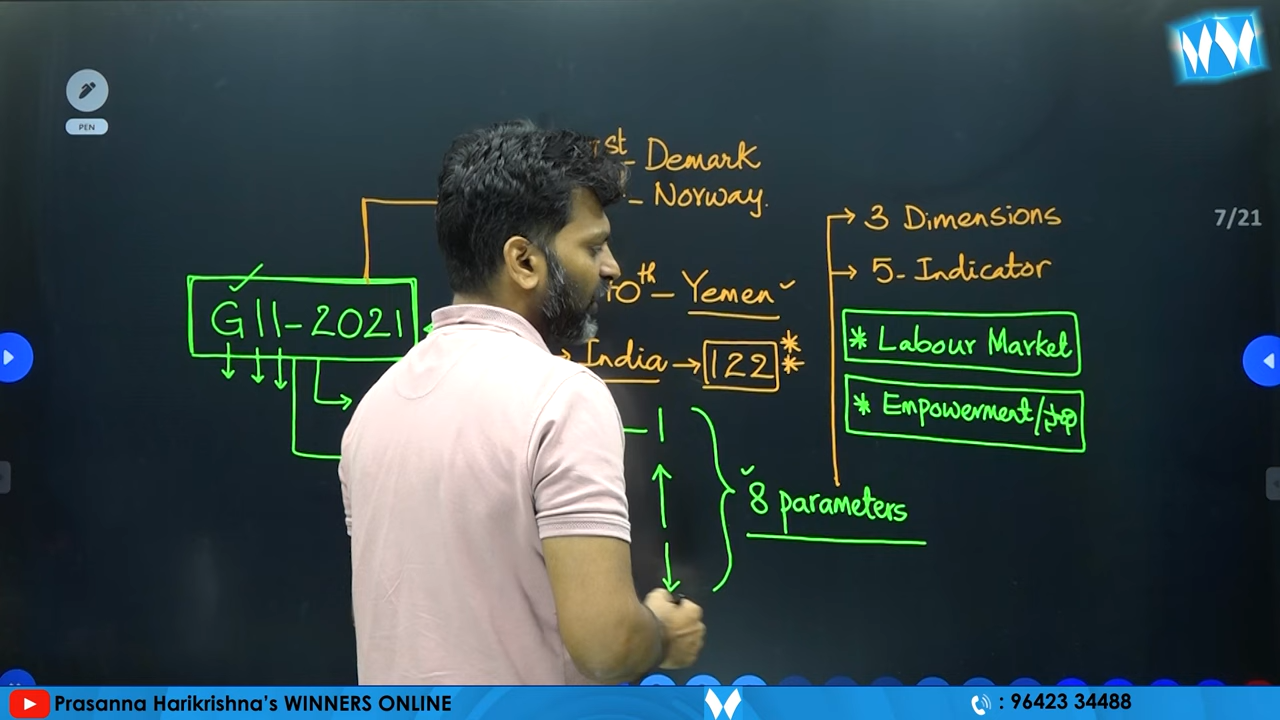 PEN
st - Demark
- Norway.
7/21
→ 3 Dimensions
→ 5 - Indicator
th - Yemen
GII-2021
* Labour Market
India → 122 **
* Empowerment/
- 1
8 parameters
Prasanna Harikrishna's WINNERS ONLINE
: 96423 34488